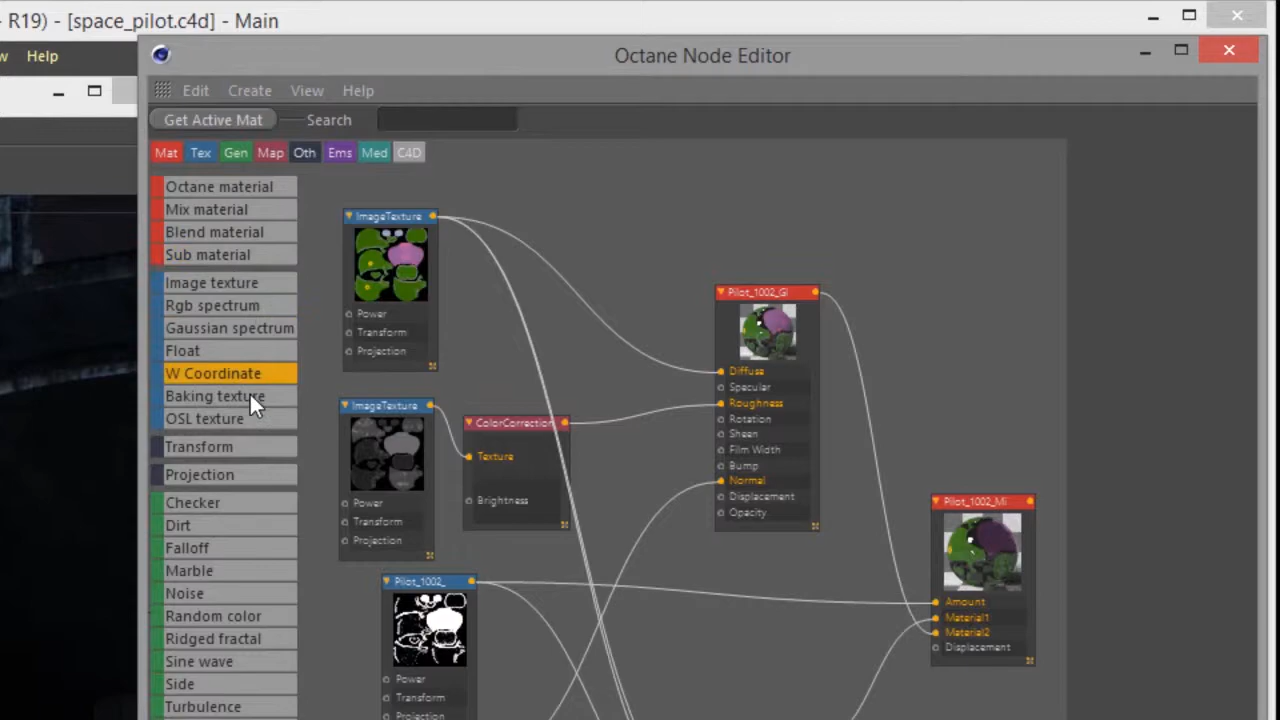 - R19) - [space_pilot.c4d] - Main
w Help
Octane Node Editor
Edit Create View Help
Get Active Mat Search
Mat Tex Gen Map Oth Ems Med C4D
Octane material
Mix material
Blend material
Sub material
Image texture
Rgb spectrum
Gaussian spectrum
Float
W Coordinate
Baking texture
OSL texture
Transform
Projection
Checker
Dirt
Falloff
Marble
Noise
Random color
Ridged fractal
Sine wave
Side
Turbulence
ImageTexture
Power
Transform
Projection
ImageTexture
Power
Transform
Projection
ColorCorrection
Texture
Brightness
Pilot_1002_
Power
Transform
Projection
Pilot_1002_Gl
Diffuse
Specular
Roughness
Rotation
Sheen
Film Width
Bump
Normal
Displacement
Opacity
Pilot_1002_Mi
Amount
Material1
Material2
Displacement